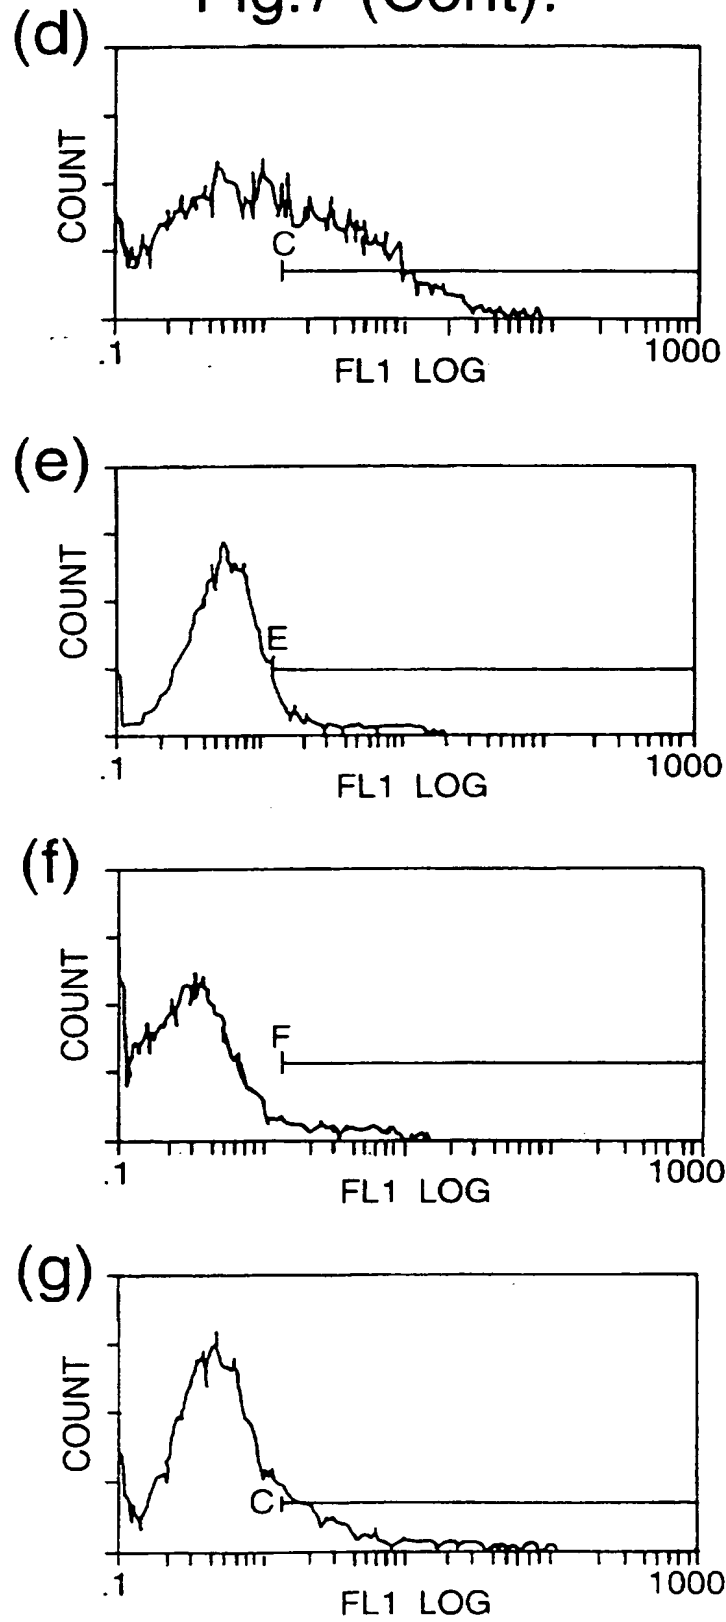 Fig.7 (Cont).
(d)
COUNT
C
.1
1000
FL1 LOG
(e)
COUNT
E
.1
1000
FL1 LOG
(f)
COUNT
F
.1
1000
FL1 LOG
(g)
COUNT
C
.1
1000
FL1 LOG